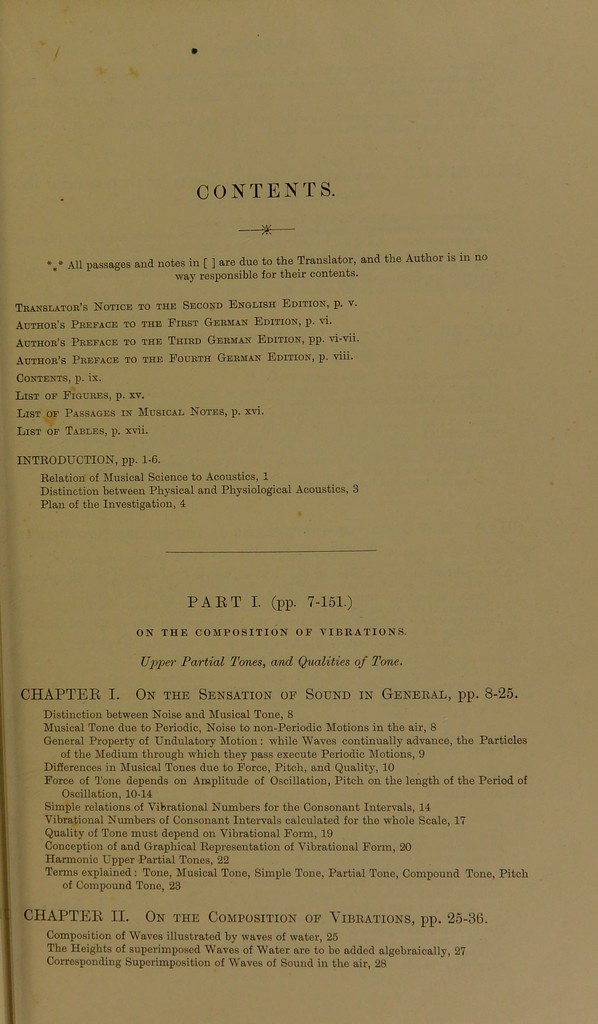 CONTENTS.
*** All passages and notes in [ ] are due to the Translator, and the Author is in no
way responsible for their contents.
Translator's Notice to the Second English Edition, p. v.
Author's Preface to the First German Edition, p. vi.
Author's Preface to the Third German Edition, pp. vi-vii.
Author's Preface to the Fourth German Edition, p. viii.
Contents, p. ix.
List of Figures, p. xv.
List of Passages in Musical Notes, p. xvi.
List of Tables, p. xvii.
INTRODUCTION, pp. 1-6.
Relation of Musical Science to Acoustics, 1
Distinction between Physical and Physiological Acoustics, 3
Plan of the Investigation, 4
PART I. (pp. 7-151.)
ON THE COMPOSITION OF VIBRATIONS.
Upper Partial Tones, and Qualities of Tone.
CHAPTER I. On the Sensation of Sound in General, pp. 8-25.
Distinction between Noise and Musical Tone, 8
Musical Tone due to Periodic, Noise to non-Periodic Motions in the air, 8
General Property of Undulatory Motion: while Waves continually advance, the Particles
of the Medium through which they pass execute Periodic Motions, 9
Differences in Musical Tones due to Force, Pitch, and Quality, 10
Force of Tone depends on Amplitude of Oscillation, Pitch on the length of the Period of
Oscillation, 10-14
Simple relations of Vibrational Numbers for the Consonant Intervals, 14
Vibrational Numbers of Consonant Intervals calculated for the whole Scale, 17
Quality of Tone must depend on Vibrational Form, 19
Conception of and Graphical Representation of Vibrational Form, 20
Harmonic Upper Partial Tones, 22
Terms explained: Tone, Musical Tone, Simple Tone, Partial Tone, Compound Tone, Pitch
of Compound Tone, 23
CHAPTER II. On the Composition of Vibrations, pp. 25-36.
Composition of Waves illustrated by waves of water, 25
The Heights of superimposed Waves of Water are to be added algebraically, 27
Corresponding Superimposition of Waves of Sound in the air, 28